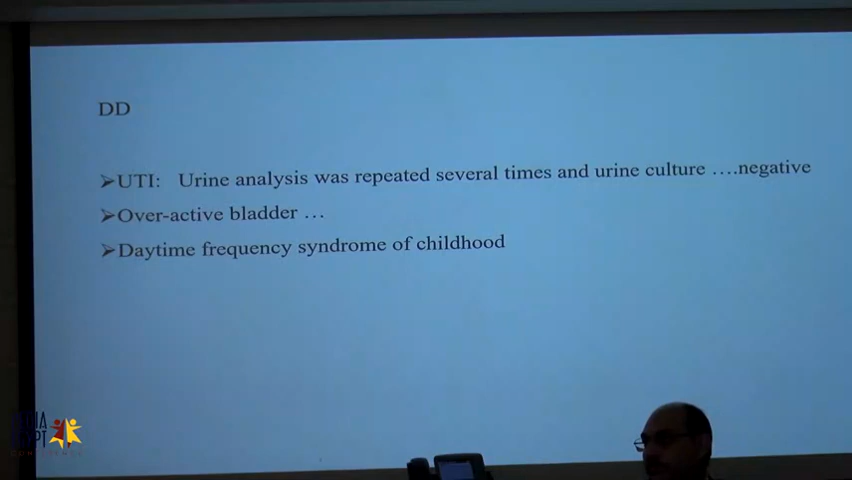 DD
➢UTI: Urine analysis was repeated several times and urine culture ….negative
➢Over-active bladder …
➢Daytime frequency syndrome of childhood